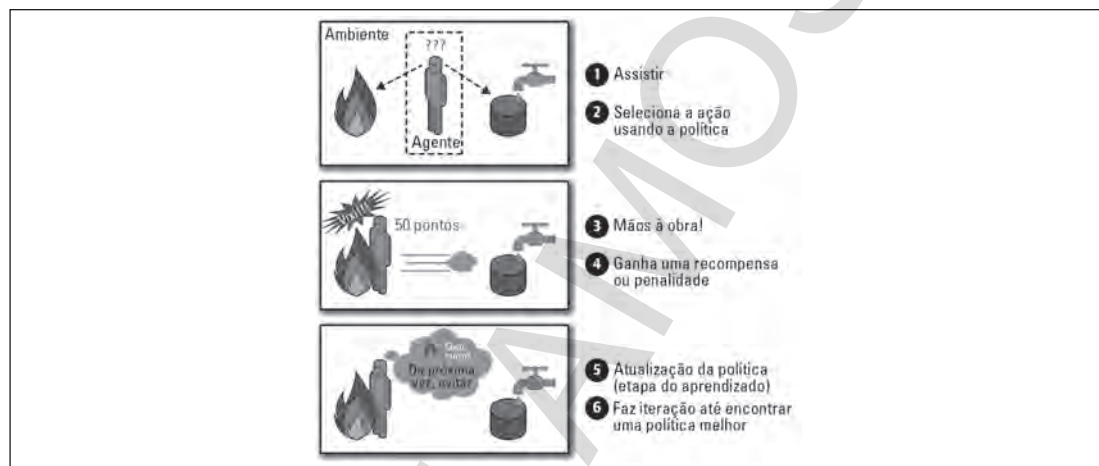 Ambiente
???
Agente
1 Assistir
2 Seleciona a ação
usando a política
50 pontos
3 Mãos à obra!
4 Ganha uma recompensa
ou penalidade
Da próxima
vez, evitar
5 Atualização da política
(etapa do aprendizado)
6 Faz iteração até encontrar
uma política melhor